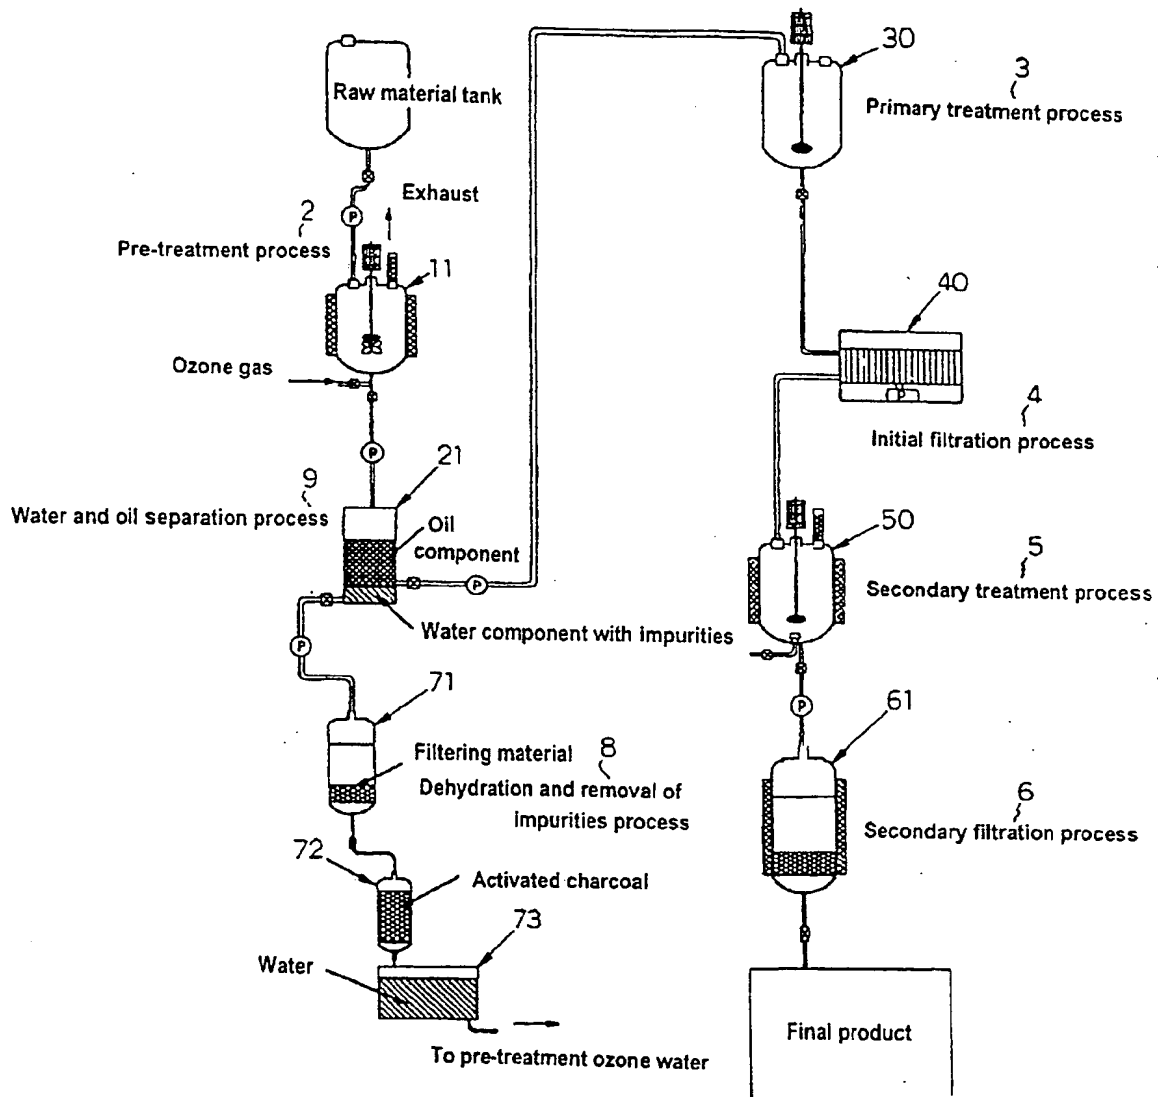 30
Raw material tank
3
Primary treatment process
Exhaust
2
P
Pre-treatment process
11
40
Ozone gas
4
Initial filtration process
P
21
9
Water and oil separation process
Oil
component
50
5
P
Secondary treatment process
Water component with impurities
P
71
61
P
Filtering material
8
Dehydration and removal of
impurities process
6
Secondary filtration process
72
Activated charcoal
73
Water
Final product
To pre-treatment ozone water